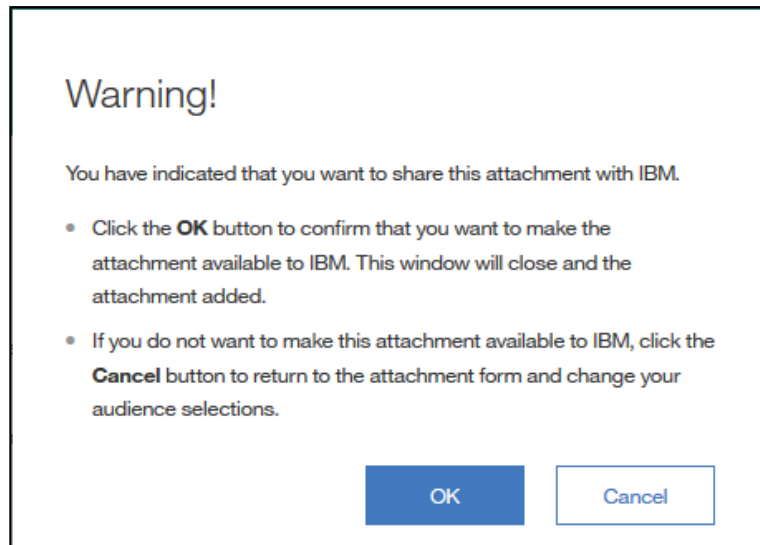 Warning!
You have indicated that you want to share this attachment with IBM.
Click the OK button to confirm that you want to make the
attachment available to IBM. This window will close and the
attachment added.
If you do not want to make this attachment available to IBM, click the
Cancel button to return to the attachment form and change your
audience selections.
OK
Cancel